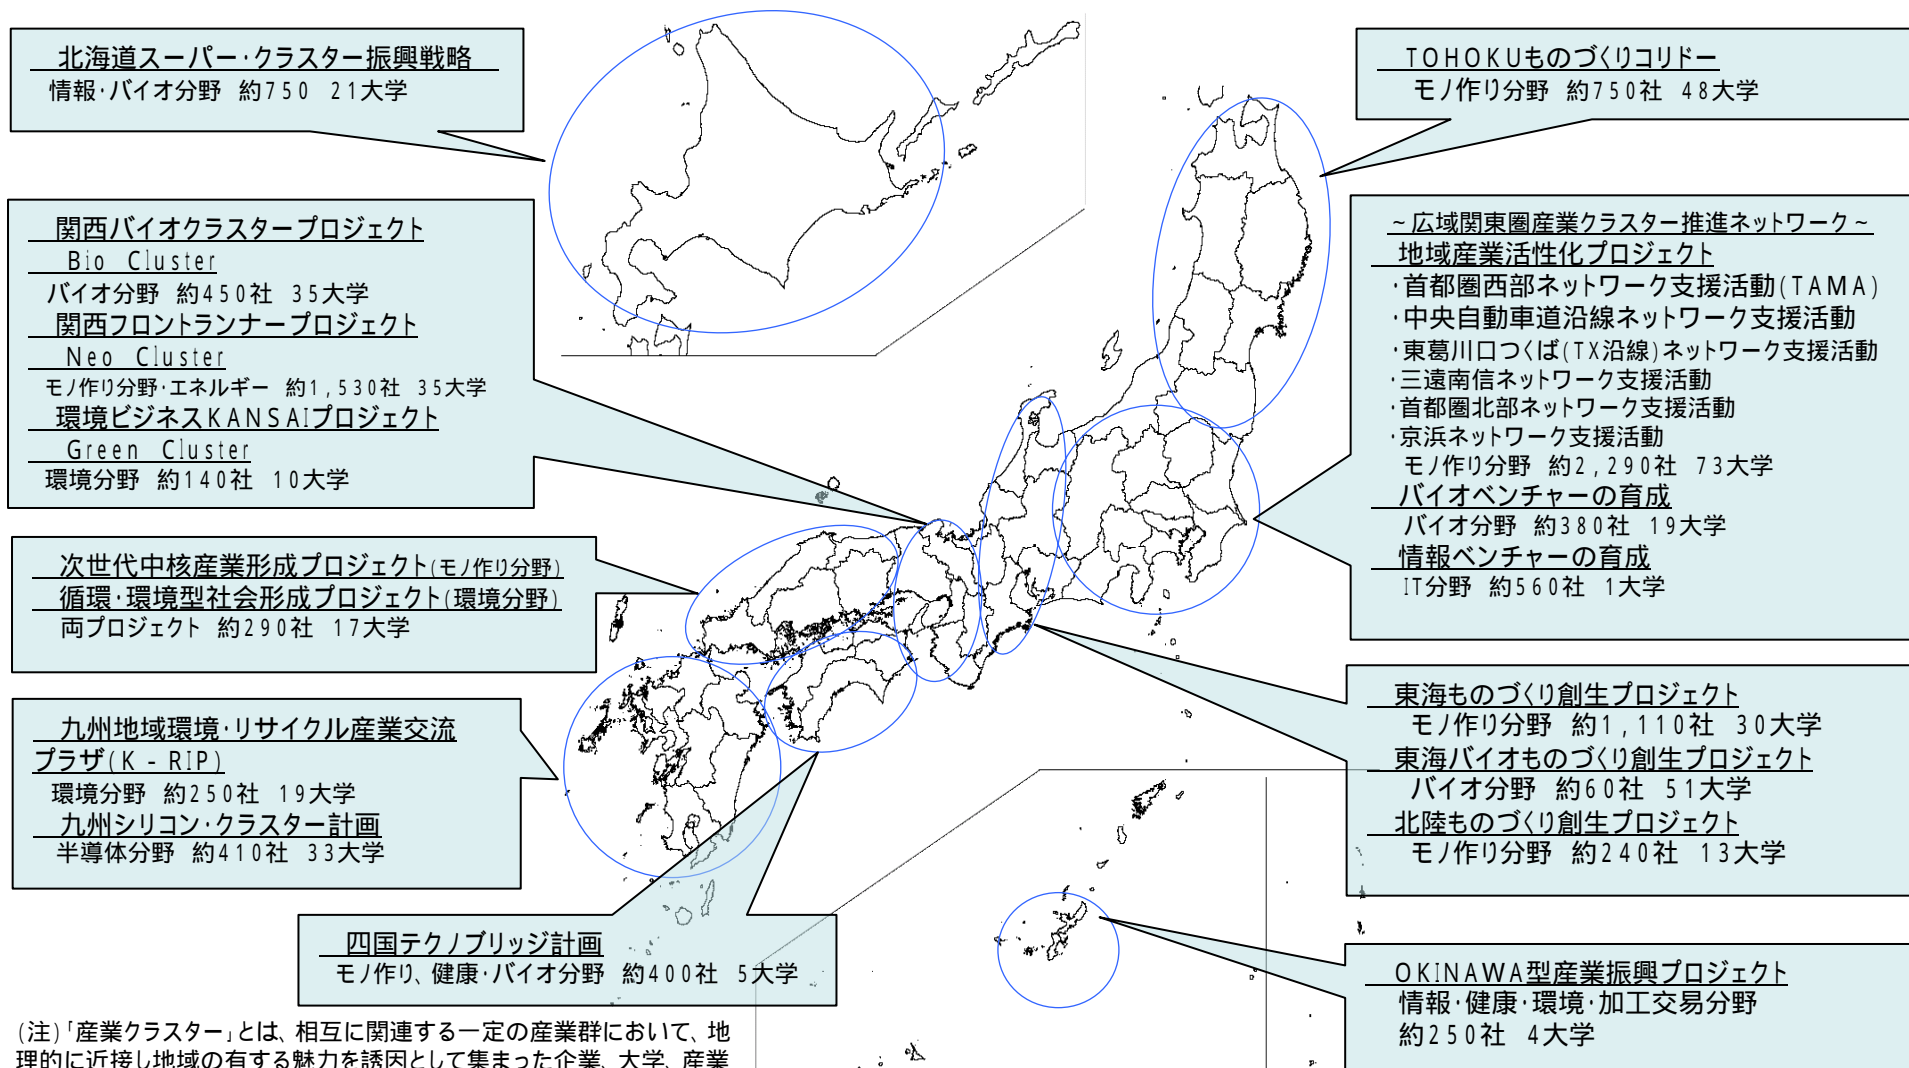 北海道スーパー・クラスター振興戦略
情報・バイオ分野 約750 21大学
TOHOKUものづくりコリドー
モノ作り分野 約750社 48大学
関西バイオクラスタープロジェクト
Bio Cluster
バイオ分野 約450社 35大学
関西フロントランナープロジェクト
Neo Cluster
モノ作り分野・エネルギー 約1,530社 35大学
環境ビジネスKANSAIプロジェクト
Green Cluster
環境分野 約140社 10大学
~広域関東圏産業クラスター推進ネットワーク~
地域産業活性化プロジェクト
・首都圏西部ネットワーク支援活動(TAMA)
・中央自動車道沿線ネットワーク支援活動
・東葛川口つくば(TX沿線)ネットワーク支援活動
・三遠南信ネットワーク支援活動
・首都圏北部ネットワーク支援活動
・京浜ネットワーク支援活動
モノ作り分野 約2,290社 73大学
バイオベンチャーの育成
バイオ分野 約380社 19大学
情報ベンチャーの育成
IT分野 約560社 1大学
次世代中核産業形成プロジェクト(モノ作り分野)
循環・環境型社会形成プロジェクト(環境分野)
両プロジェクト 約290社 17大学
九州地域環境・リサイクル産業交流
プラザ(K-RIP)
環境分野 約250社 19大学
九州シリコン・クラスター計画
半導体分野 約410社 33大学
東海ものづくり創生プロジェクト
モノ作り分野 約1,110社 30大学
東海バイオものづくり創生プロジェクト
バイオ分野 約60社 51大学
北陸ものづくり創生プロジェクト
モノ作り分野 約240社 13大学
四国テクノブリッジ計画
モノ作り、健康・バイオ分野 約400社 5大学
OKINAWA型産業振興プロジェクト
情報・健康・環境・加工交易分野
約250社 4大学
(注)「産業クラスター」とは、相互に関連する一定の産業群において、地
理的に近接し地域の有する魅力を誘因として集まった企業、大学、産業